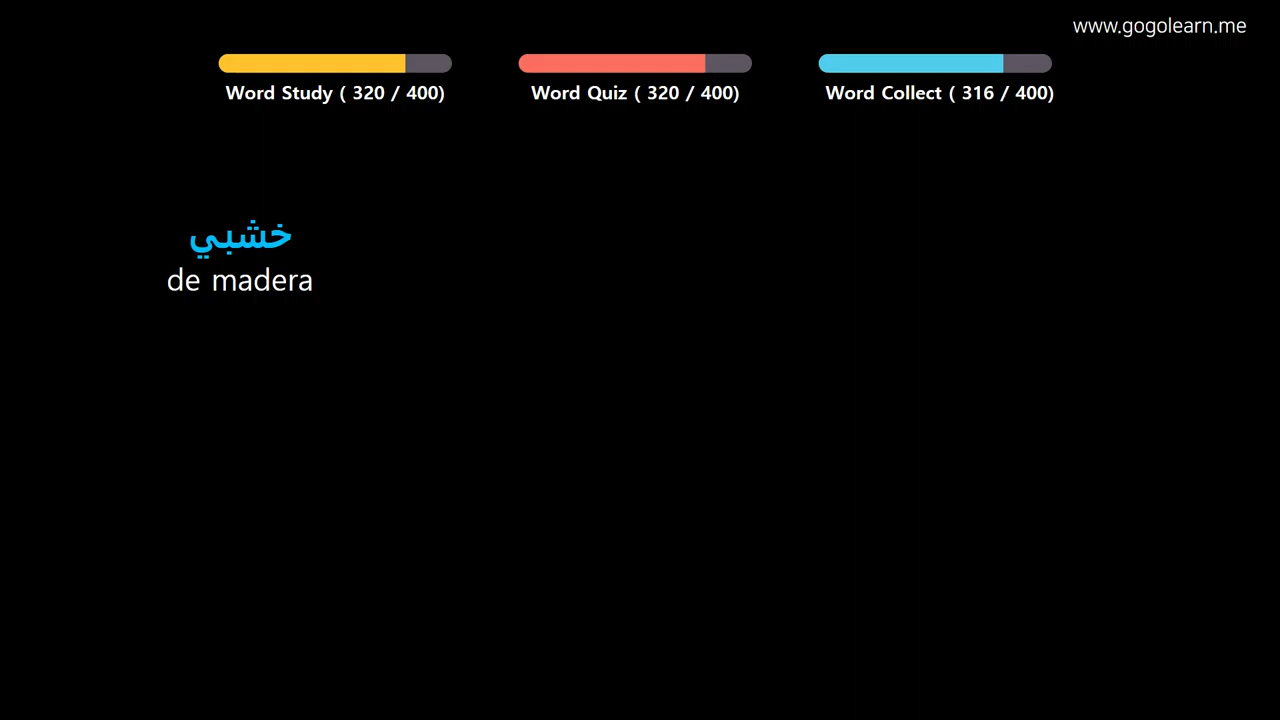 www.gogolearn.me
Word Study ( 320 / 400)
Word Quiz ( 320 / 400)
Word Collect ( 316 / 400)
خشبي
de madera